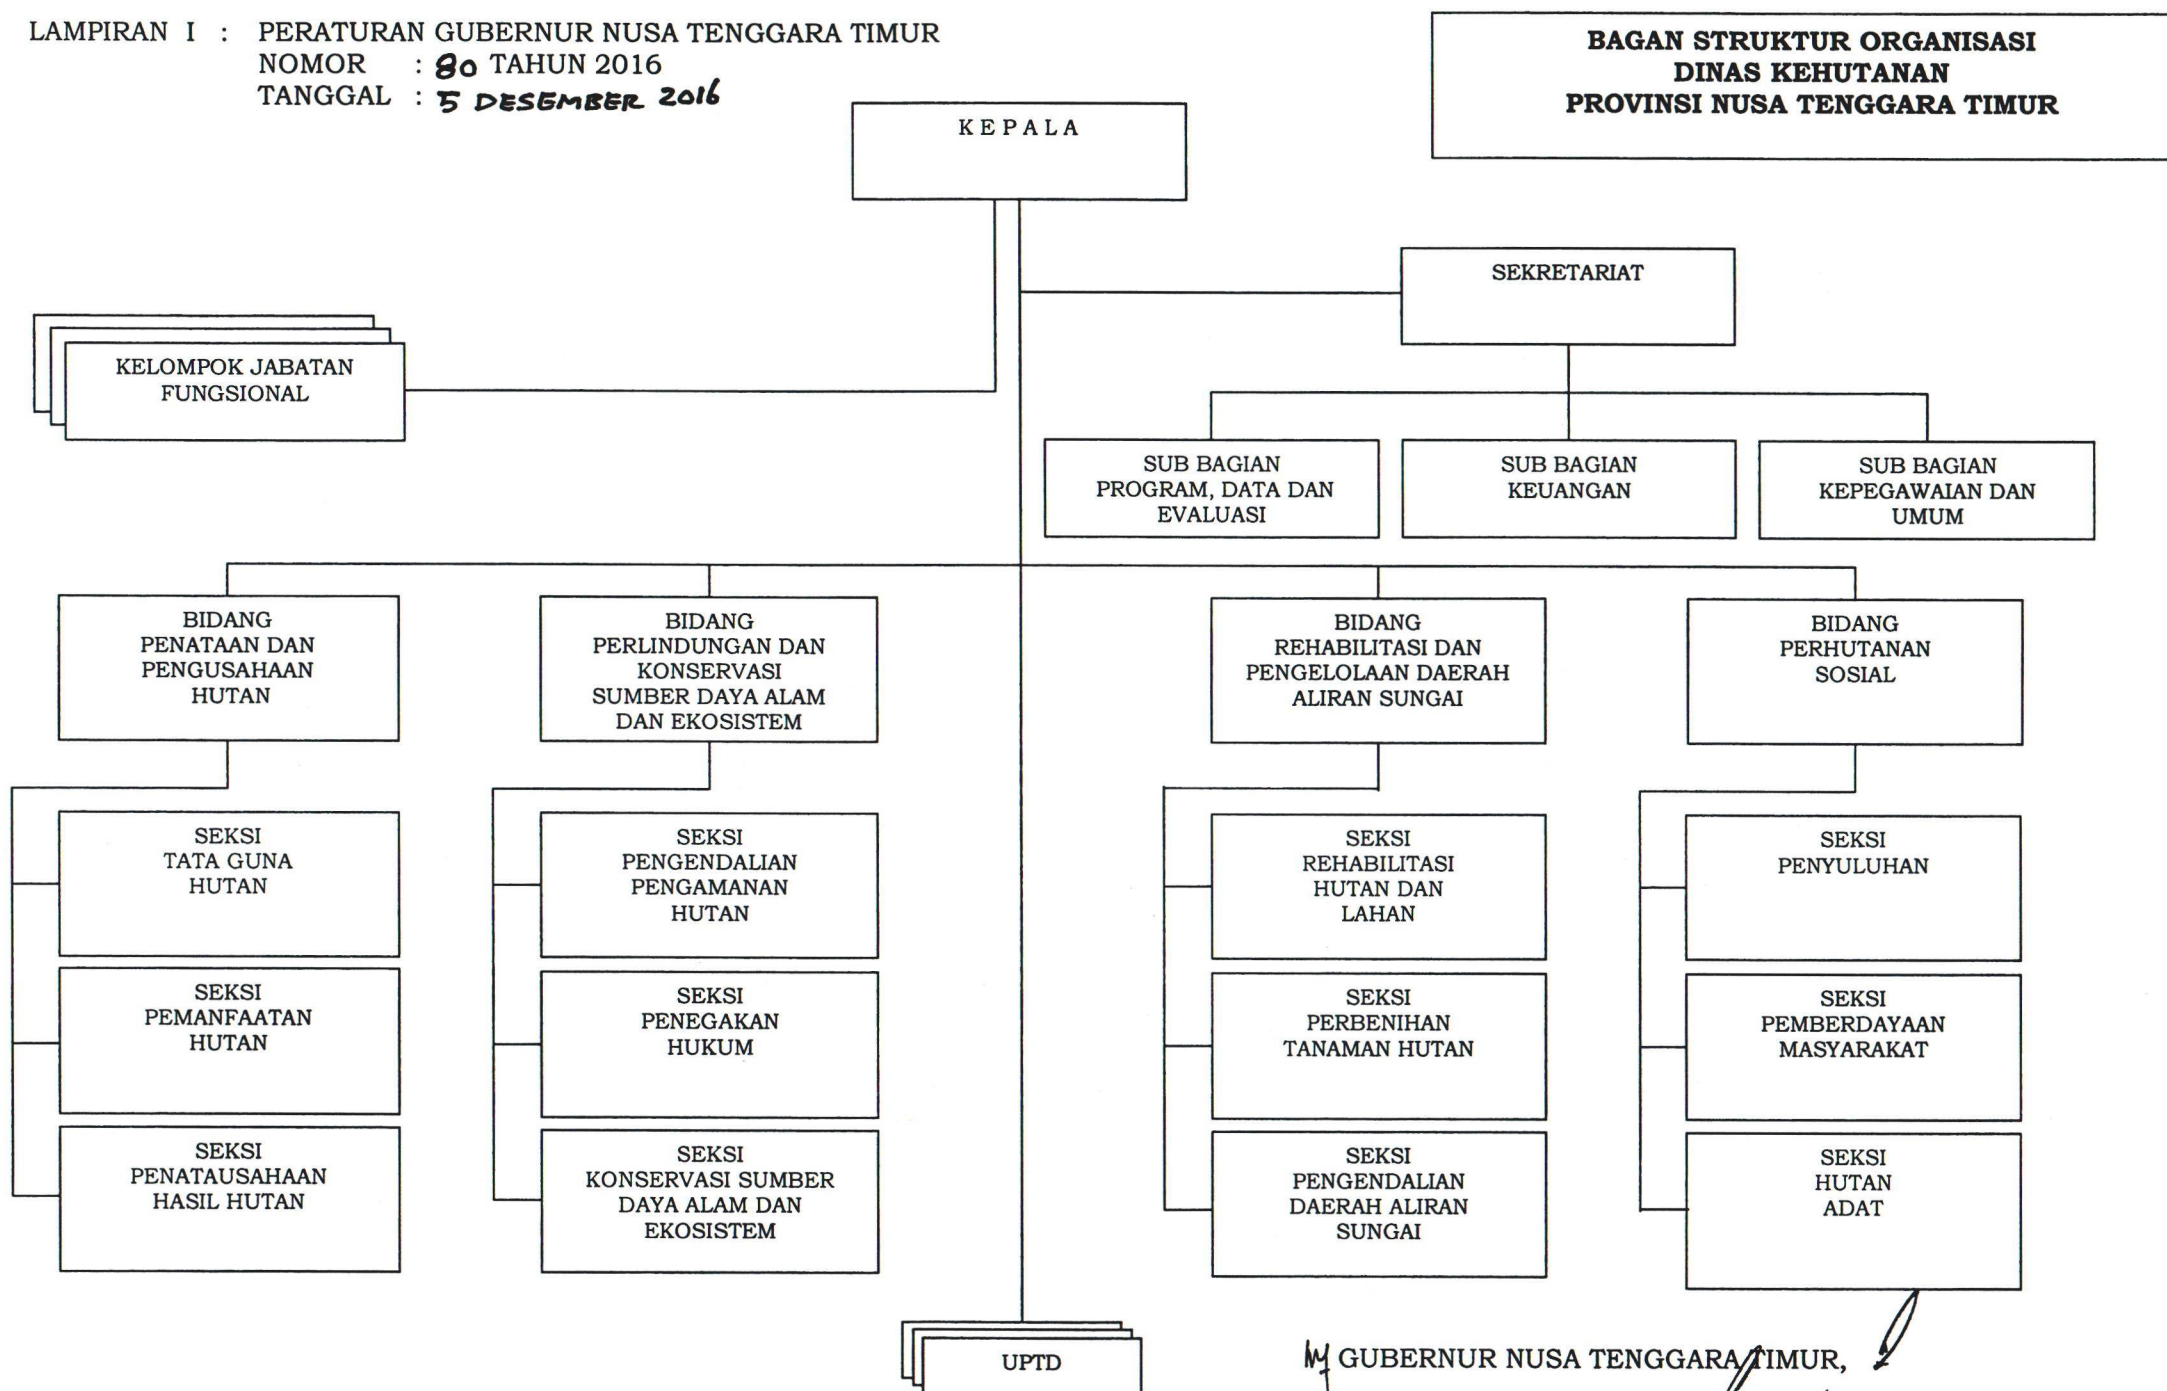 LAMPIRAN I : PERATURAN GUBERNUR NUSA TENGGARA TIMUR
NOMOR : 80 TAHUN 2016
TANGGAL : 5 DESEMBER 2016
BAGAN STRUKTUR ORGANISASI
DINAS KEHUTANAN
PROVINSI NUSA TENGGARA TIMUR
K E P A L A
SEKRETARIAT
KELOMPOK JABATAN
FUNGSIONAL
SUB BAGIAN
PROGRAM, DATA DAN
EVALUASI
SUB BAGIAN
KEUANGAN
SUB BAGIAN
KEPEGAWAIAN DAN
UMUM
BIDANG
PENATAAN DAN
PENGUSAHAAN
HUTAN
BIDANG
PERLINDUNGAN DAN
KONSERVASI
SUMBER DAYA ALAM
DAN EKOSISTEM
BIDANG
REHABILITASI DAN
PENGELOLAAN DAERAH
ALIRAN SUNGAI
BIDANG
PERHUTANAN
SOSIAL
SEKSI
TATA GUNA
HUTAN
SEKSI
PENGENDALIAN
PENGAMANAN
HUTAN
SEKSI
REHABILITASI
HUTAN DAN
LAHAN
SEKSI
PENYULUHAN
SEKSI
PEMANFAATAN
HUTAN
SEKSI
PENEGAKAN
HUKUM
SEKSI
PERBENIHAN
TANAMAN HUTAN
SEKSI
PEMBERDAYAAN
MASYARAKAT
SEKSI
PENATAUSAHAAN
HASIL HUTAN
SEKSI
KONSERVASI SUMBER
DAYA ALAM DAN
EKOSISTEM
SEKSI
PENGENDALIAN
DAERAH ALIRAN
SUNGAI
SEKSI
HUTAN
ADAT
UPTD
GUBERNUR NUSA TENGGARA TIMUR,